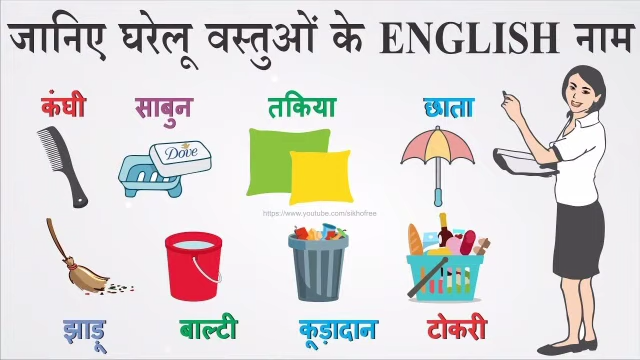 जानिए घरेलू वस्तुओं के ENGLISH नाम
कंघी साबुन तकिया छाता
Dove
https://www.youtube.com/sikhofree
झाड़ू बाल्टी कूड़ादान टोकरी